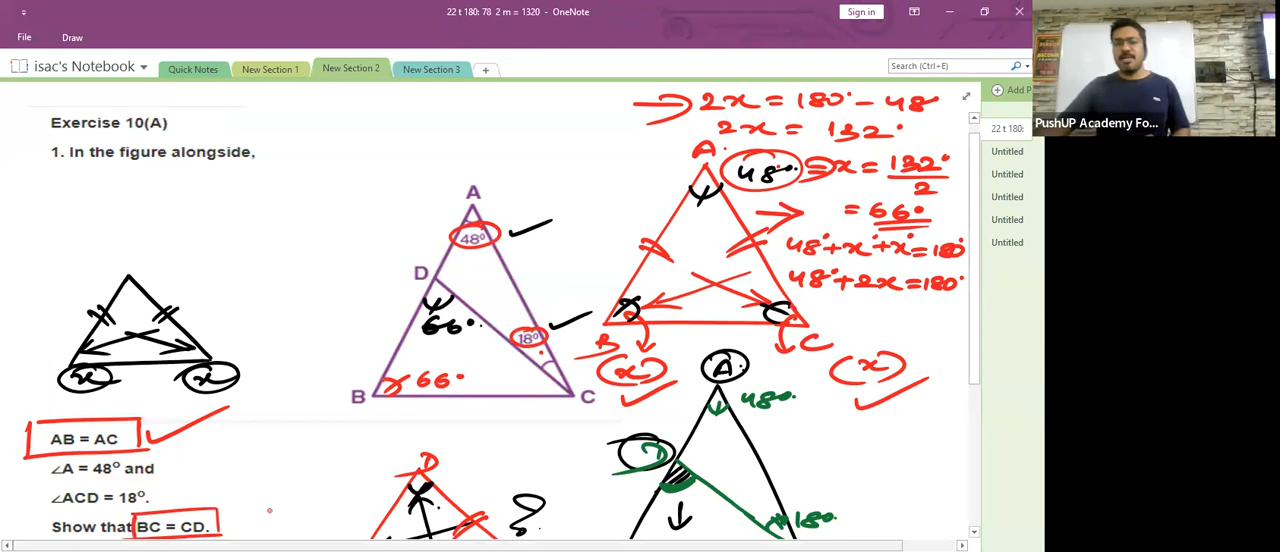 22 t 180: 78 2 m = 1320 - OneNote
Sign in
File
Draw
isac's Notebook
Quick Notes
New Section 1
New Section 2
New Section 3
+
Search (Ctrl+E)
Add P
22 t 180:
Untitled
Untitled
Untitled
Untitled
Untitled
PushUP Academy Fo...
Exercise 10(A)
1. In the figure alongside,
A
48°
D
66°
18°
B
66°
C
x
x
AB = AC
∠A = 48° and
∠ACD = 18°.
Show that BC = CD.
⇒ 2x = 180° - 48
2x = 132°
A
48°
⇒ x = 132°/2
= 66°
48° + x° + x° = 180°
48° + 2x = 180°
B
C
(x)
(x)
A
48°
D
180
D